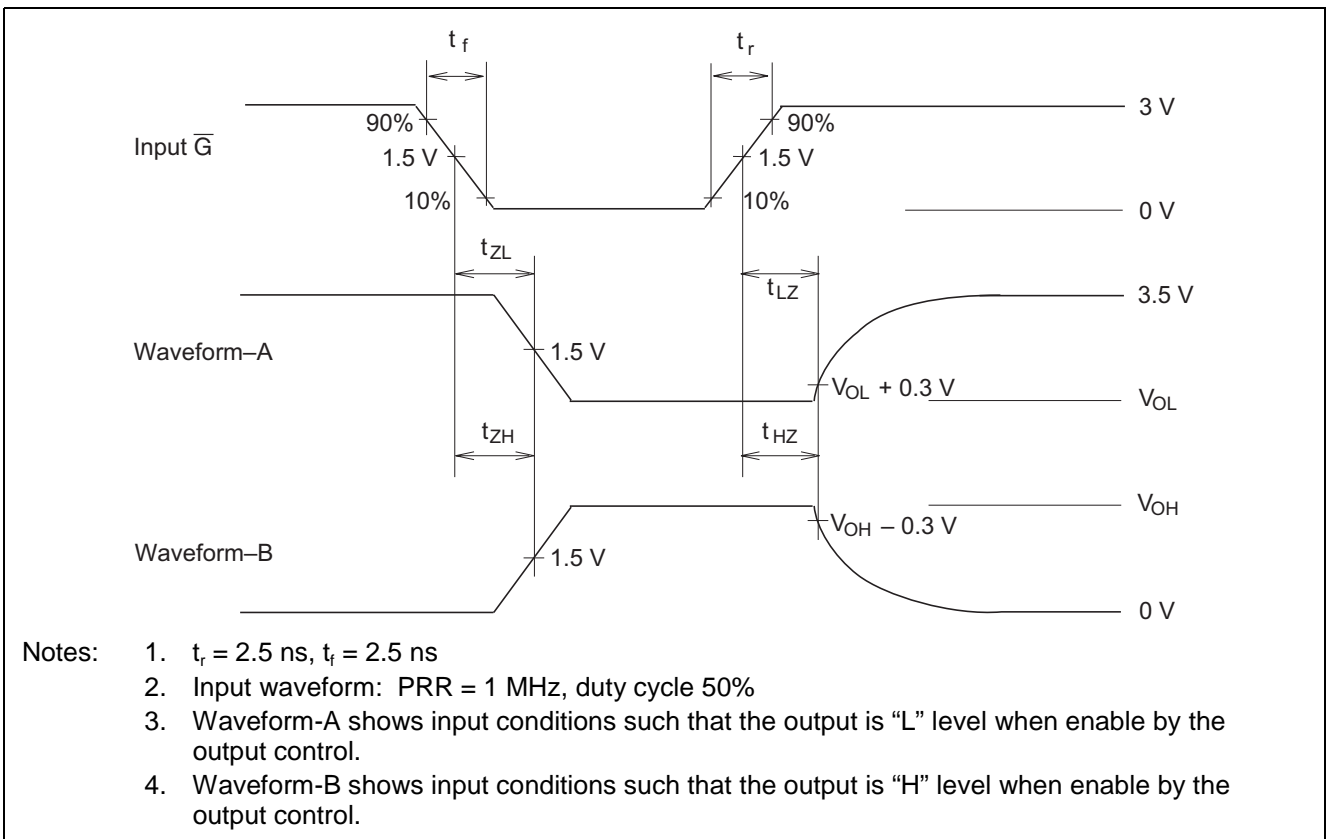 t f
t r
3 V
90%
90%
Input G̅
1.5 V
1.5 V
10%
10%
0 V
tZL
tLZ
3.5 V
Waveform–A
1.5 V
VOL + 0.3 V
VOL
tZH
t HZ
VOH
VOH – 0.3 V
Waveform–B
1.5 V
0 V
Notes: 1. tr = 2.5 ns, tf = 2.5 ns
2. Input waveform: PRR = 1 MHz, duty cycle 50%
3. Waveform-A shows input conditions such that the output is “L” level when enable by the
output control.
4. Waveform-B shows input conditions such that the output is “H” level when enable by the
output control.